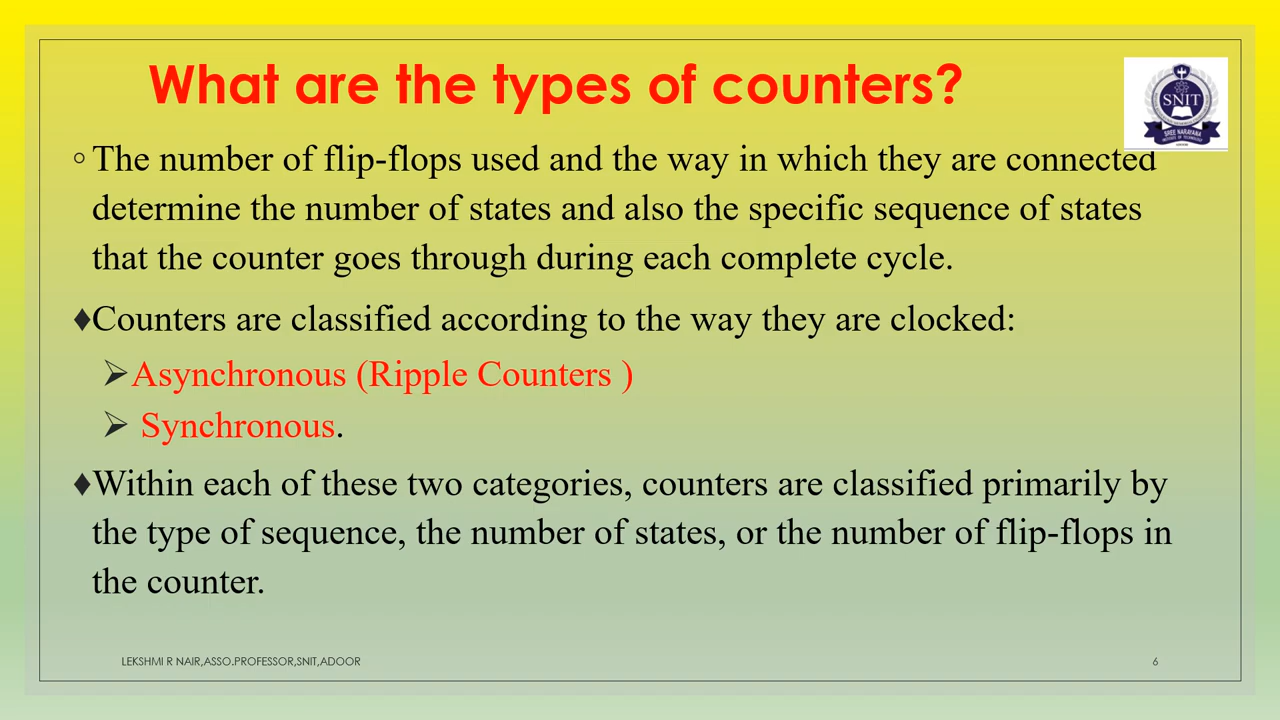 What are the types of counters?
SNIT
SREE NARAYANA
INSTITUTE OF TECHNOLOGY
ADOOR
◦ The number of flip-flops used and the way in which they are connected
determine the number of states and also the specific sequence of states
that the counter goes through during each complete cycle.
♦Counters are classified according to the way they are clocked:
➢Asynchronous (Ripple Counters )
➢ Synchronous.
♦Within each of these two categories, counters are classified primarily by
the type of sequence, the number of states, or the number of flip-flops in
the counter.
LEKSHMI R NAIR,ASSO.PROFESSOR,SNIT,ADOOR
6